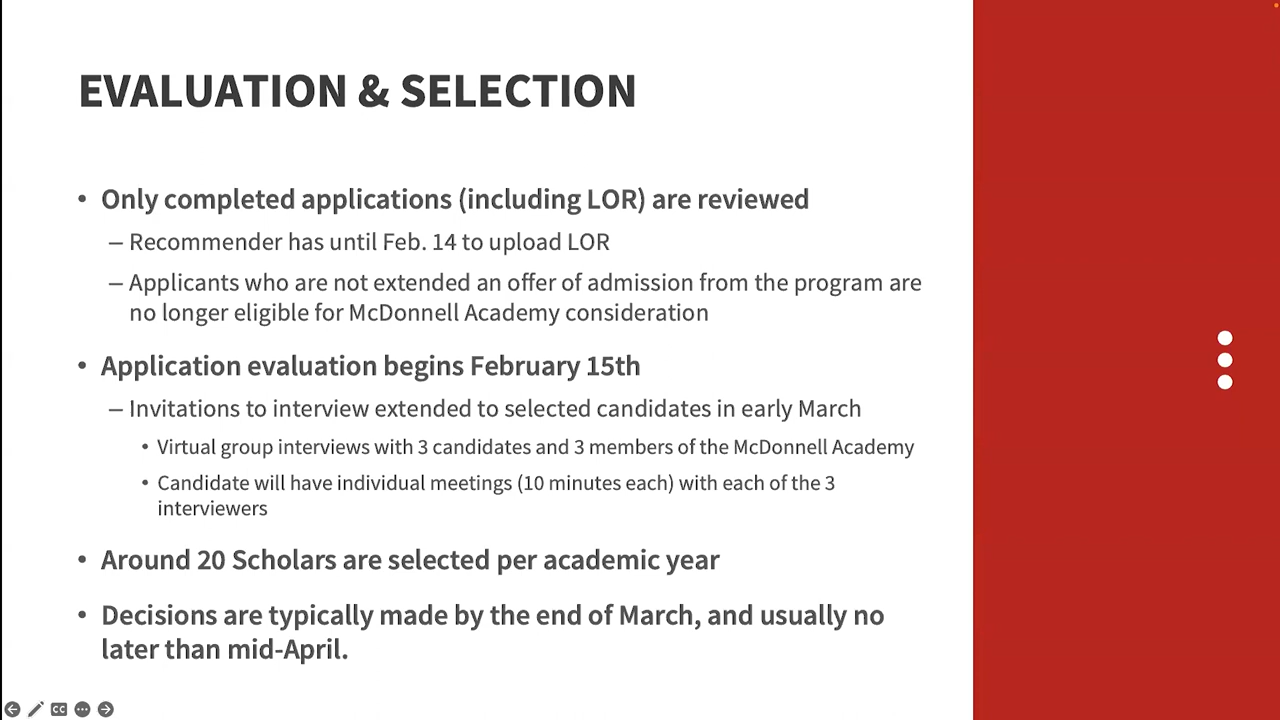 EVALUATION & SELECTION
• Only completed applications (including LOR) are reviewed
– Recommender has until Feb. 14 to upload LOR
– Applicants who are not extended an offer of admission from the program are
no longer eligible for McDonnell Academy consideration
• Application evaluation begins February 15th
– Invitations to interview extended to selected candidates in early March
• Virtual group interviews with 3 candidates and 3 members of the McDonnell Academy
• Candidate will have individual meetings (10 minutes each) with each of the 3
interviewers
• Around 20 Scholars are selected per academic year
• Decisions are typically made by the end of March, and usually no
later than mid-April.
CC